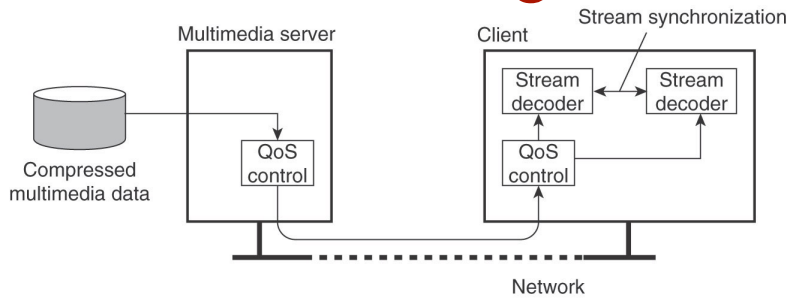 Stream synchronization
Multimedia server
Client
Stream
decoder
Stream
decoder
Compressed
multimedia data
QoS
control
QoS
control
Network